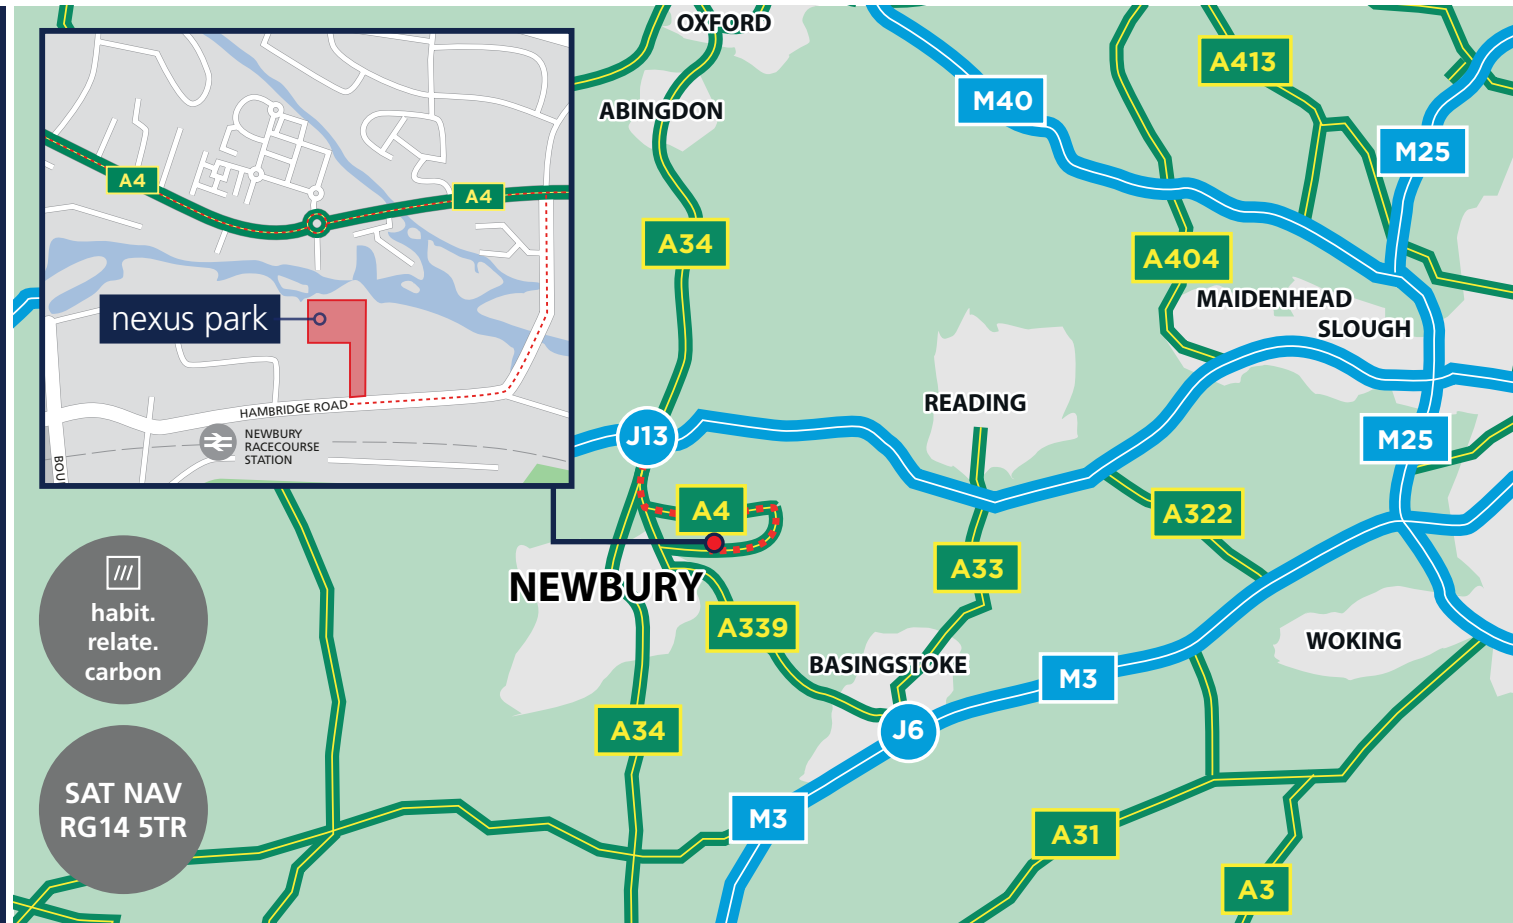 OXFORD
ABINGDON
A34
M40
A413
M25
A404
MAIDENHEAD
SLOUGH
READING
J13
M25
A4
A322
A33
NEWBURY
A339
BASINGSTOKE
WOKING
M3
J6
A34
M3
A31
A3
A4
A4
nexus park
HAMBRIDGE ROAD
NEWBURY
RACECOURSE
STATION
BOU
habit.
relate.
carbon
SAT NAV
RG14 5TR